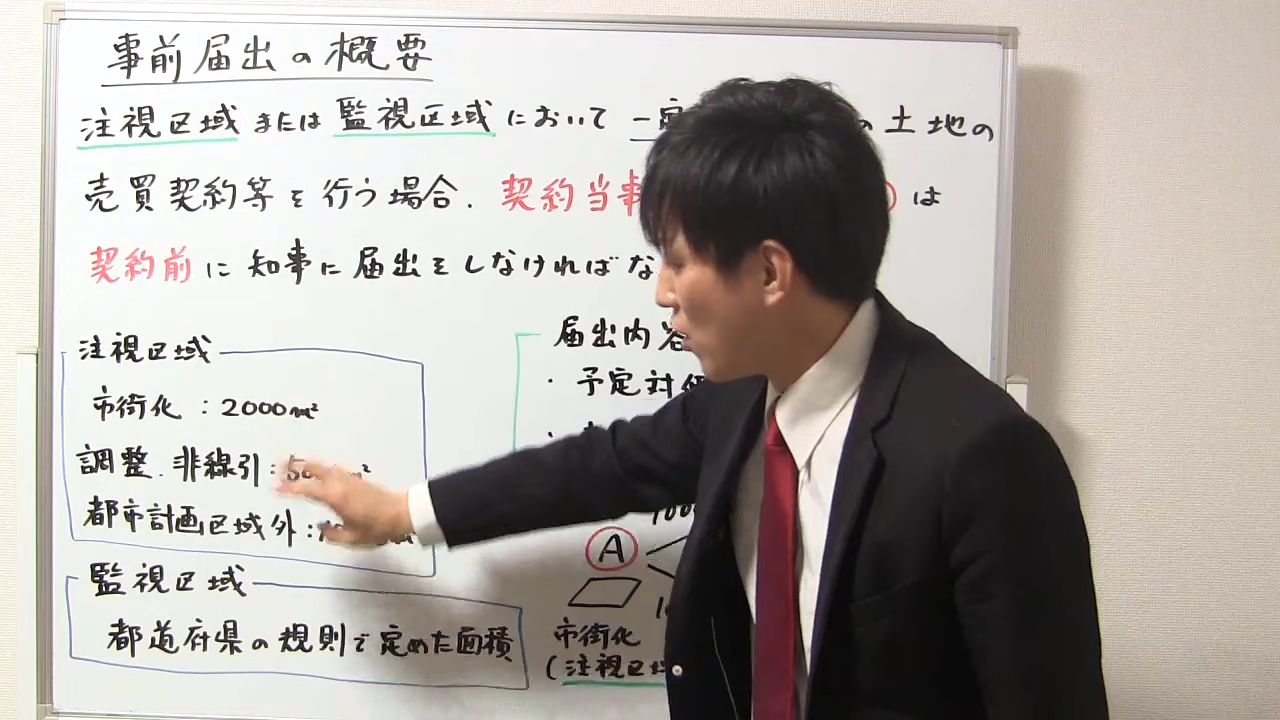 事前届出の概要
注視区域または監視区域において一定 の土地の
売買契約等を行う場合、契約当事 は
契約前に知事に届出をしなければな
注視区域
市街化：2000m²
調整、非線引：
都市計画区域外：
監視区域
都道府県の規則で定めた面積
届出内容
・予定対
A
市街化
(注視区域